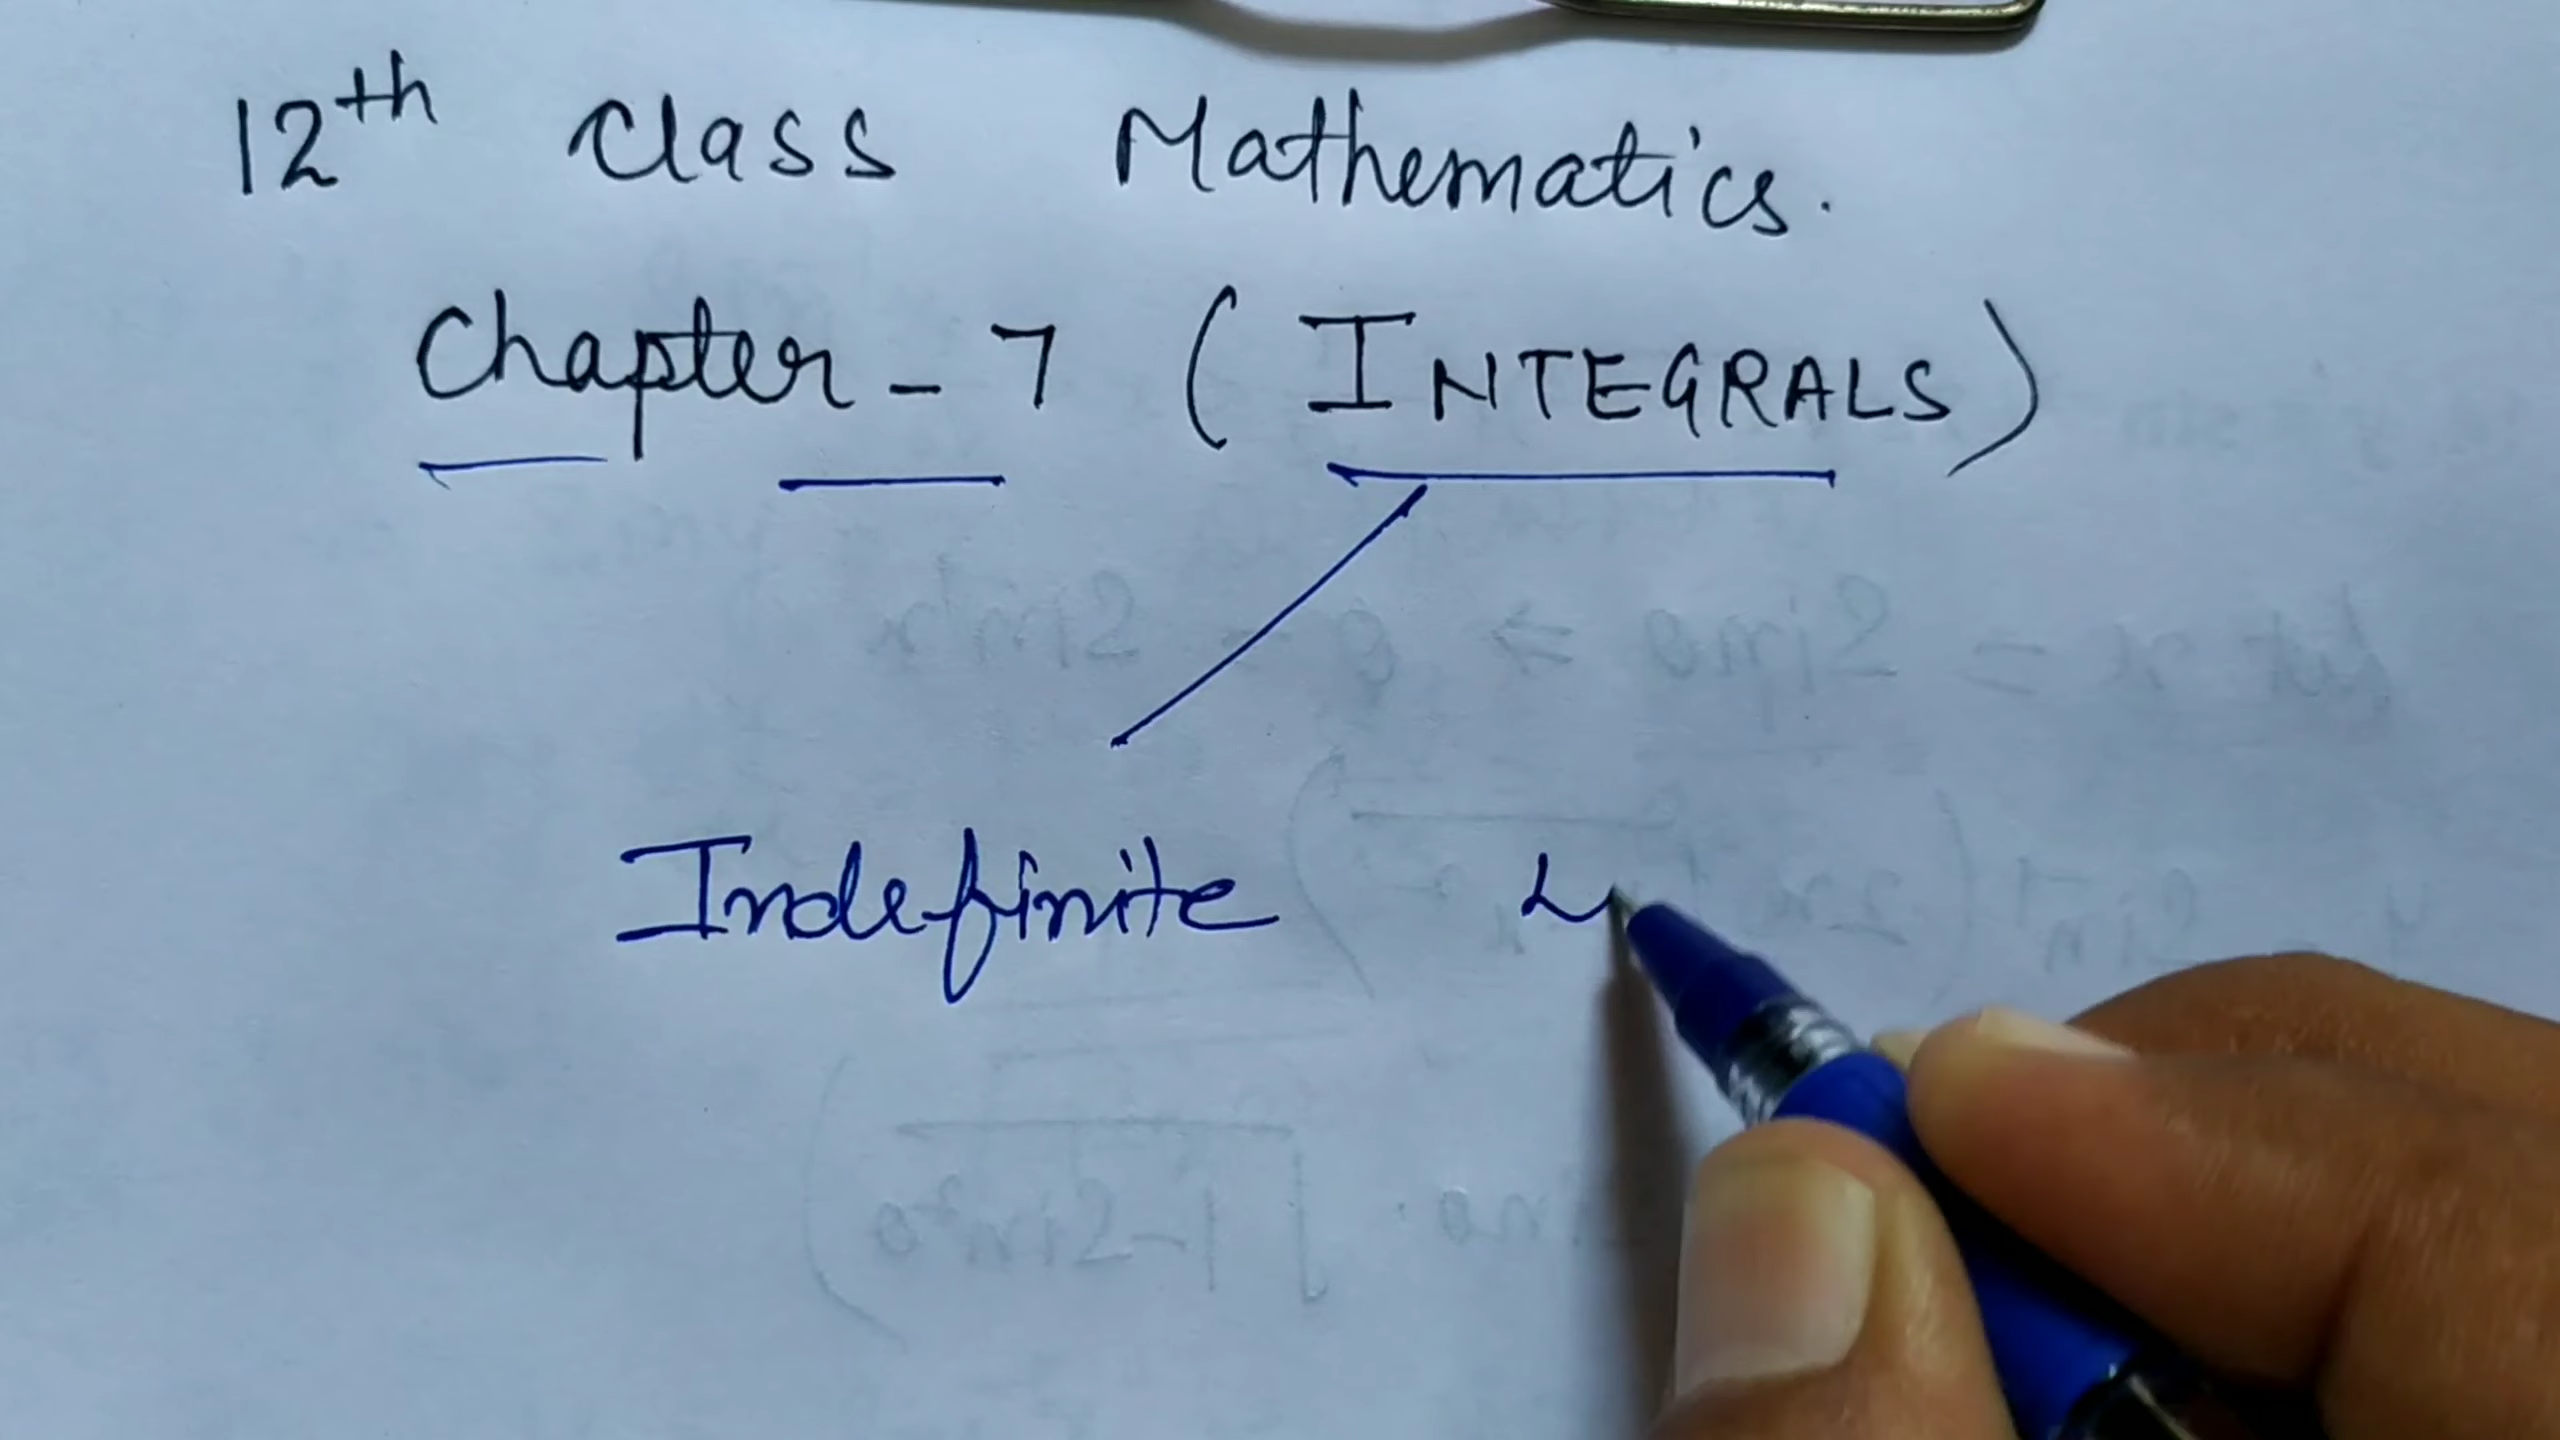 12th Class Mathematics.
Chapter - 7 (INTEGRALS)
Indefinite